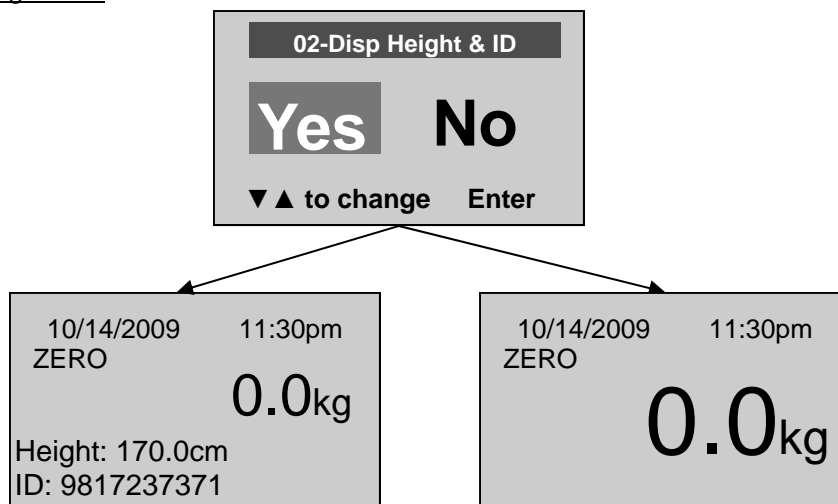 02-Disp Height & ID
Yes No
▼▲ to change Enter
10/14/2009 11:30pm
ZERO
0.0kg
Height: 170.0cm
ID: 9817237371
10/14/2009 11:30pm
ZERO
0.0kg